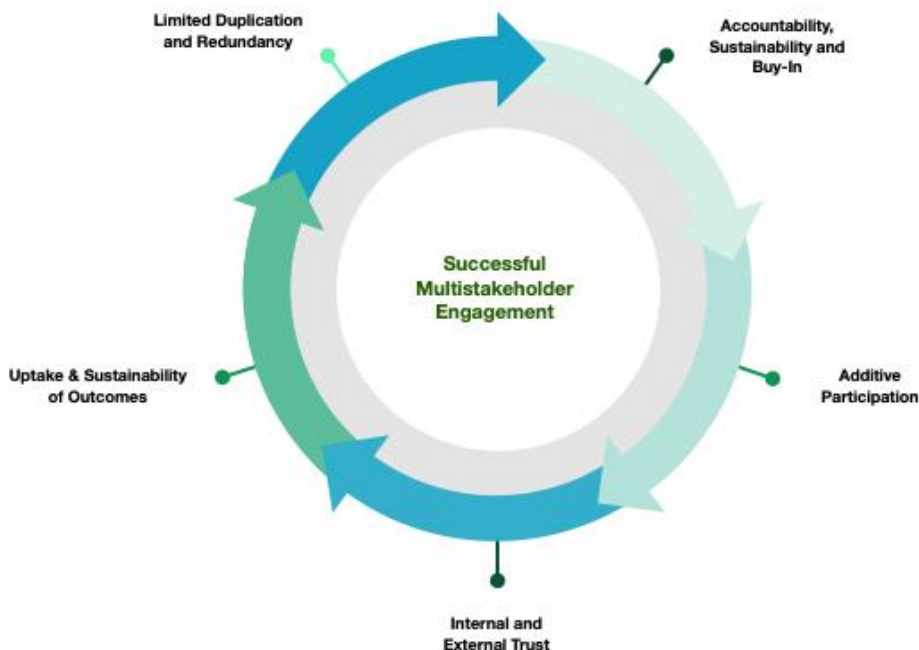 Limited Duplication
and Redundancy
Accountability,
Sustainability and
Buy-In
Successful
Multistakeholder
Engagement
Uptake & Sustainability
of Outcomes
Additive
Participation
Internal and
External Trust